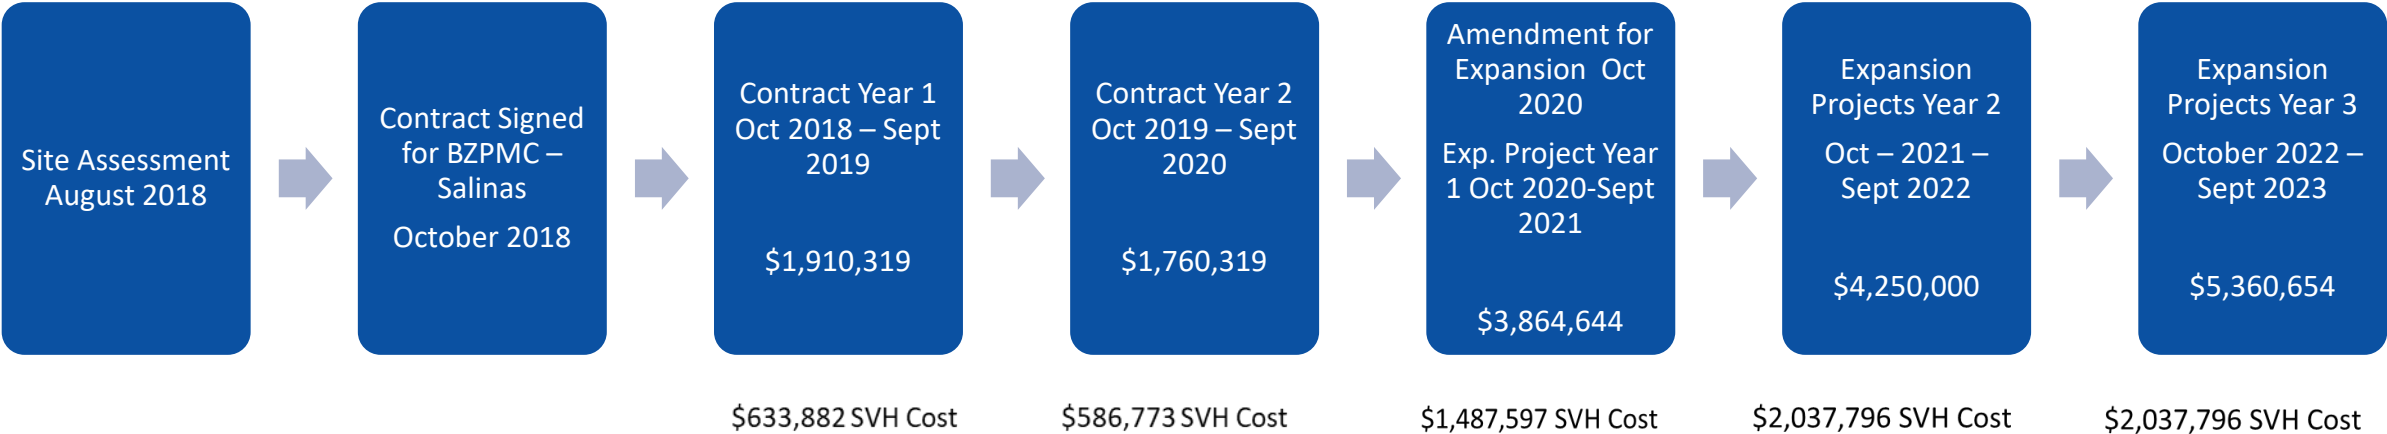 Site Assessment
August 2018
Contract Signed
for BZPMC –
Salinas
October 2018
Contract Year 1
Oct 2018 – Sept
2019
$1,910,319
Contract Year 2
Oct 2019 – Sept
2020
$1,760,319
Amendment for
Expansion  Oct
2020
Exp. Project Year
1 Oct 2020-Sept
2021
$3,864,644
Expansion
Projects Year 2
Oct – 2021 –
Sept 2022
$4,250,000
Expansion
Projects Year 3
October 2022 –
Sept 2023
$5,360,654
$633,882 SVH Cost
$586,773 SVH Cost
$1,487,597 SVH Cost
$2,037,796 SVH Cost
$2,037,796 SVH Cost